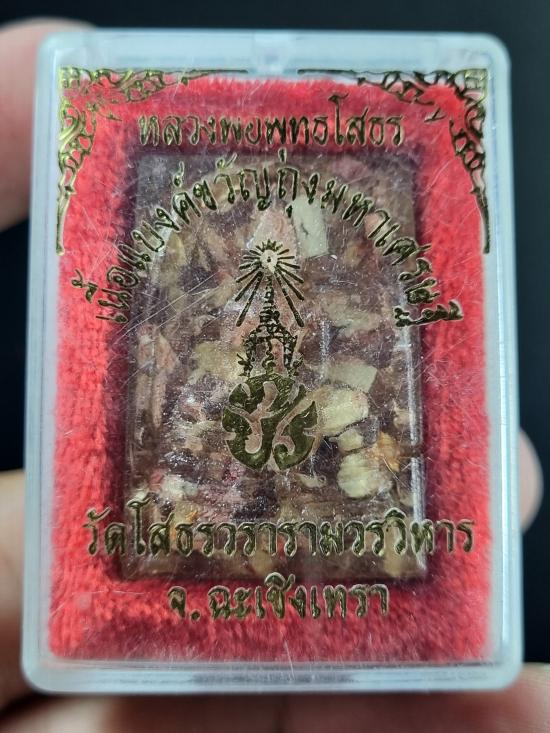 หลวงพ่อพุทธโสธร
เนื้อแบงค์ขวัญถุงมหาเศรษฐี
วัดโสธรวรารามวรวิหาร
จ.ฉะเชิงเทรา